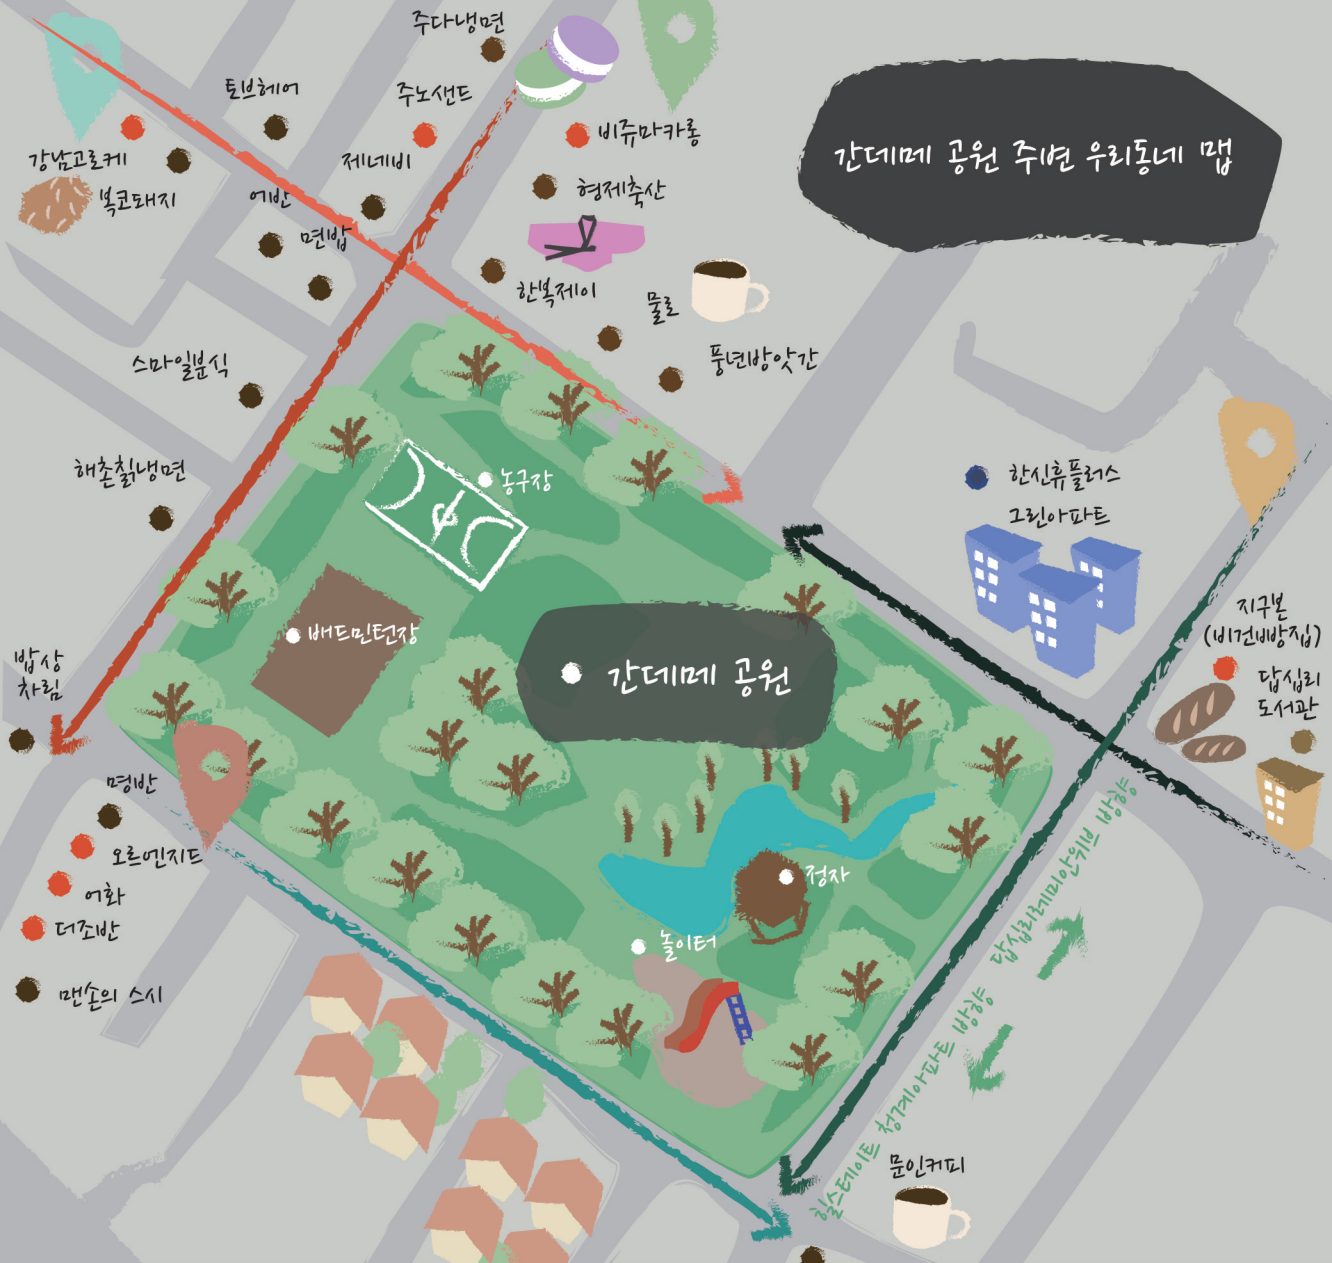 주다냉면
토브헤어
주노샌드
간데메 공원 주변 우리동네 맵
강남고로케
제네비
비쥬마카롱
복코돼지
어반
형제축산
면밥
한복제이
물로
스마일분식
풍년방앗간
해촌칡냉면
농구장
한신휴플러스
그린아파트
배드민턴장
지구본
(비건빵집)
밥상
차림
간데메 공원
답십리
도서관
명반
오르엔지드
어화
더조반
정자
답십리래미안위브 방향
놀이터
맨손의 스시
힐스테이트 청계아파트 방향
문인커피